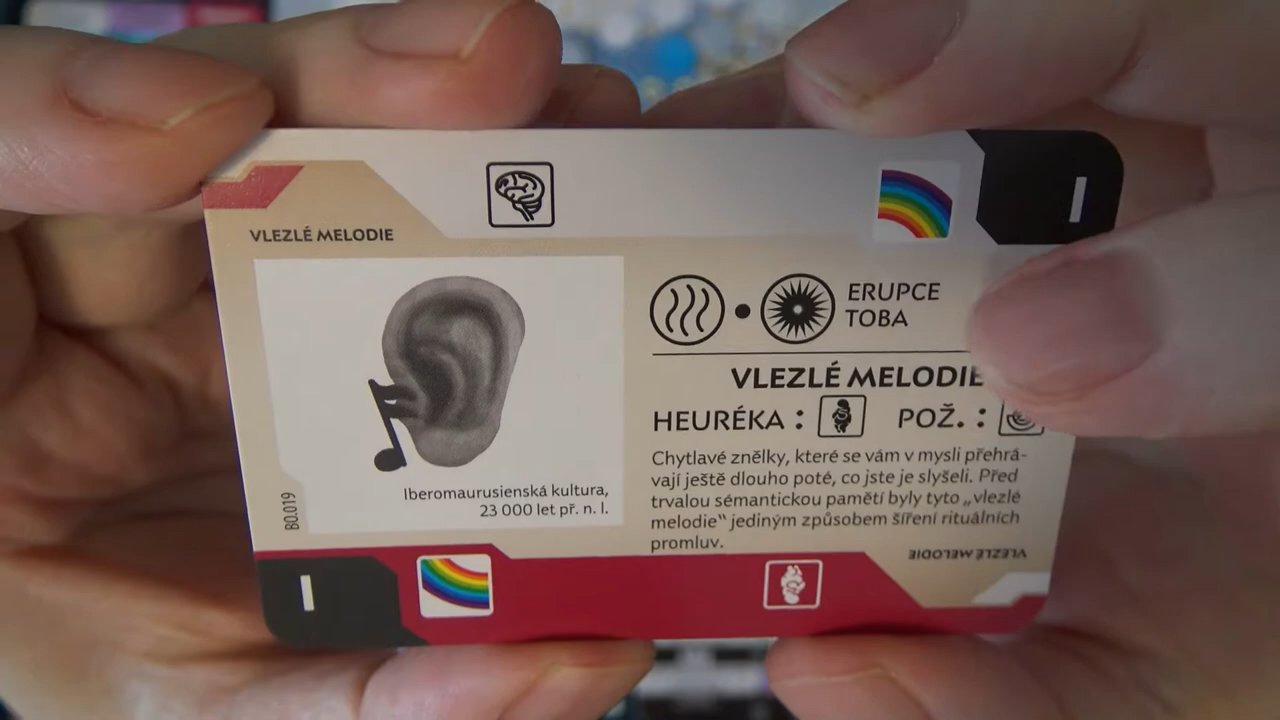 I
VLEZLÉ MELODIE
ERUPCE
TOBA
VLEZLÉ MELODIE
HEURÉKA : POŽ. :
Chytlavé znělky, které se vám v mysli přehrá-
vají ještě dlouho poté, co jste je slyšeli. Před
trvalou sémantickou pamětí byly tyto „vlezlé
melodie“ jediným způsobem šíření rituálních
promluv.
Iberomaurusienská kultura,
23 000 let př. n. l.
B0.019
VLEZLÉ MELODIE
I